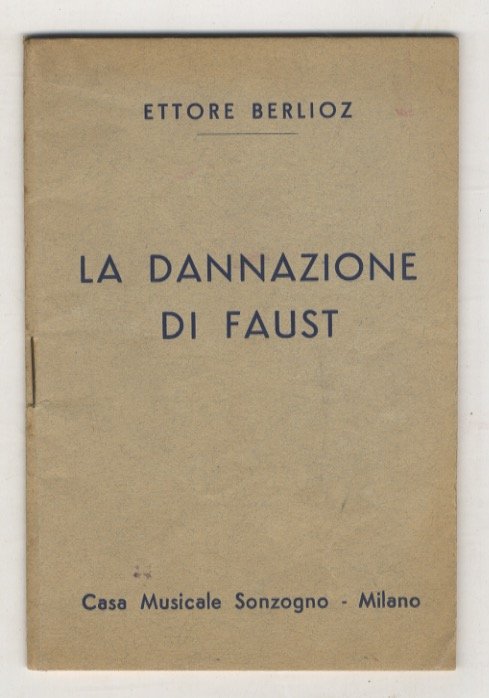 ETTORE BERLIOZ
LA DANNAZIONE
DI FAUST
Casa Musicale Sonzogno - Milano